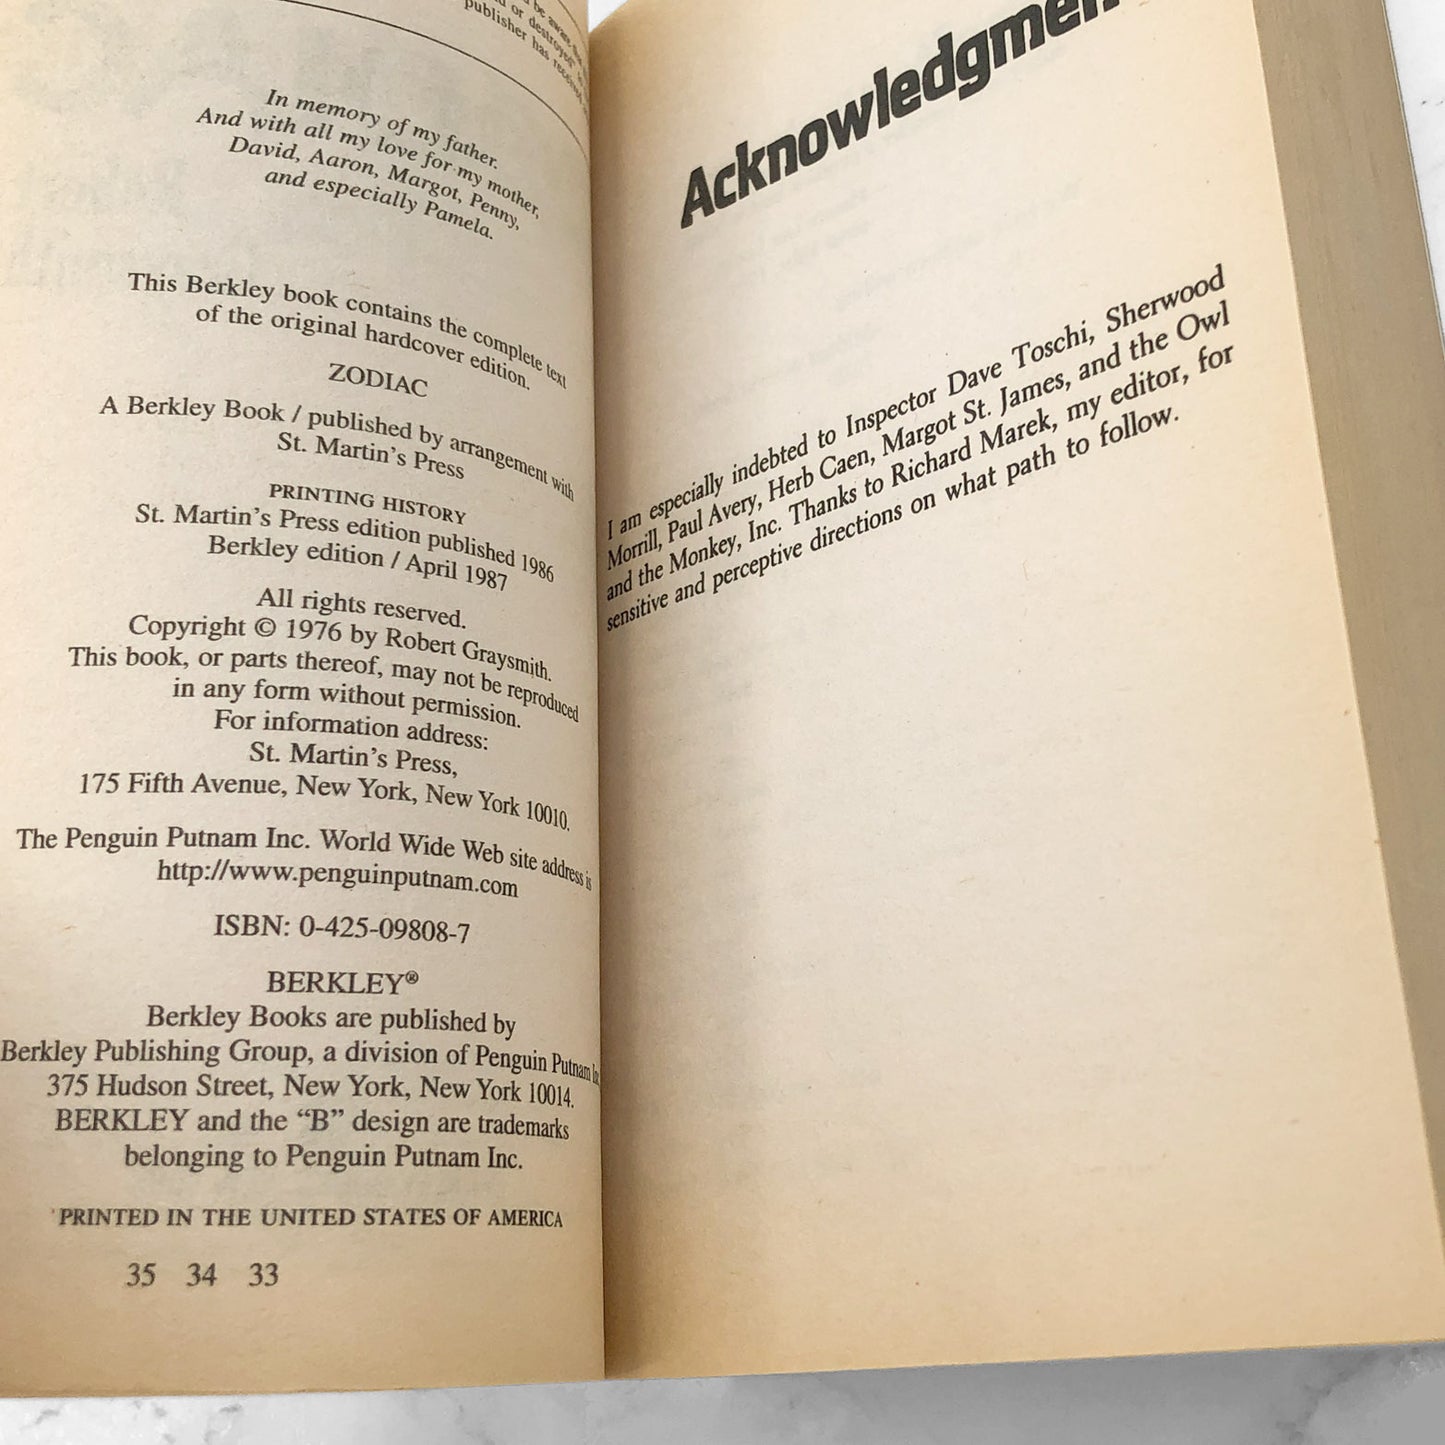 be aware
or destroyed"
publisher has
In memory of my father.
And with all my love for my mother,
David, Aaron, Margot, Penny,
and especially Pamela.
This Berkley book contains the complete text
of the original hardcover edition.
ZODIAC
A Berkley Book / published by arrangement with
St. Martin's Press
PRINTING HISTORY
St. Martin's Press edition published 1986
Berkley edition / April 1987
All rights reserved.
Copyright © 1976 by Robert Graysmith.
This book, or parts thereof, may not be reproduced
in any form without permission.
For information address:
St. Martin's Press,
175 Fifth Avenue, New York, New York 10010.
The Penguin Putnam Inc. World Wide Web site address is
http://www.penguinputnam.com
ISBN: 0-425-09808-7
BERKLEY®
Berkley Books are published by
Berkley Publishing Group, a division of Penguin Putnam
375 Hudson Street, New York, New York 10014.
BERKLEY and the “B” design are trademarks
belonging to Penguin Putnam Inc.
PRINTED IN THE UNITED STATES OF AMERICA
35 34 33
Acknowledgmen
I am especially indebted to Inspector Dave Toschi, Sherwood
Morrill, Paul Avery, Herb Caen, Margot St. James, and the Owl
and the Monkey, Inc. Thanks to Richard Marek, my editor, for
sensitive and perceptive directions on what path to follow.